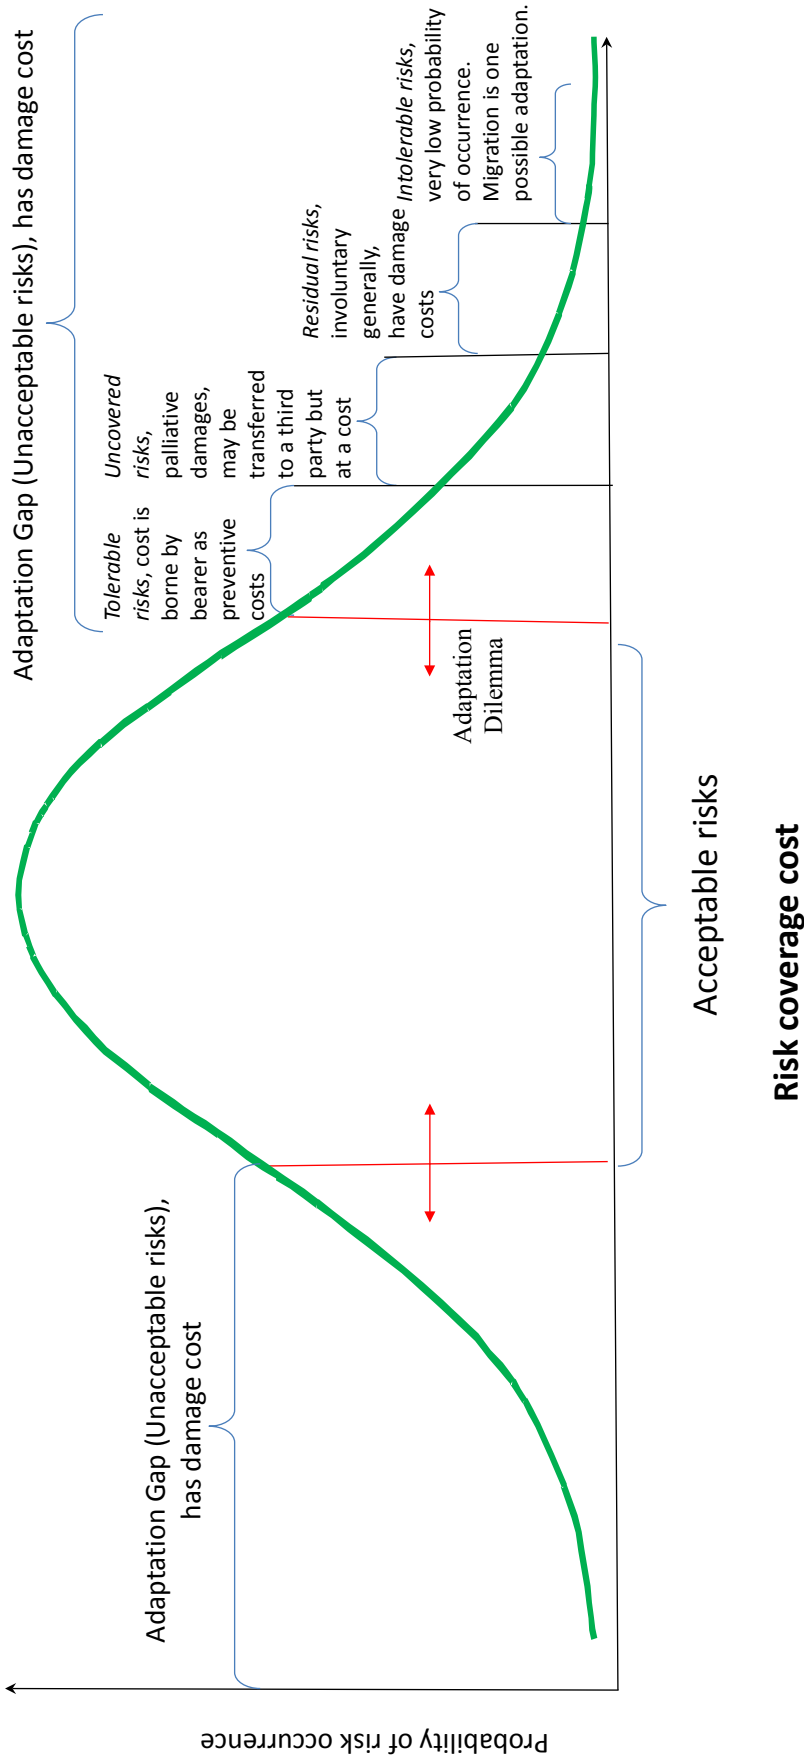 Adaptation Gap (Unacceptable risks), has damage cost
Adaptation Gap (Unacceptable risks),
has damage cost
Tolerable
risks, cost is
borne by
bearer as
preventive
costs
Uncovered
risks,
palliative
damages,
may be
transferred
to a third
party but
at a cost
Residual risks,
involuntary
generally,
have damage
costs
Intolerable risks,
very low probability
of occurrence.
Migration is one
possible adaptation.
Adaptation
Dilemma
Probability of risk occurrence
Acceptable risks
Risk coverage cost